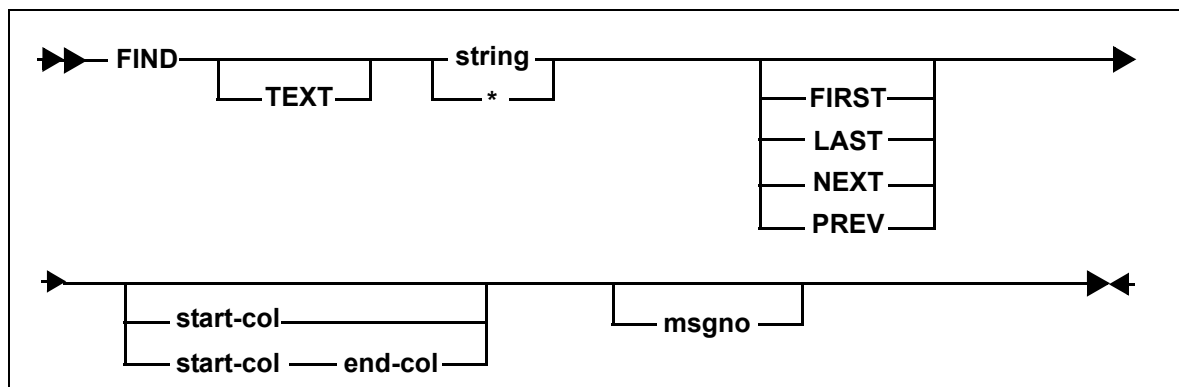 FIND string
TEXT *
FIRST
LAST
NEXT
PREV
start-col msgno
start-col end-col